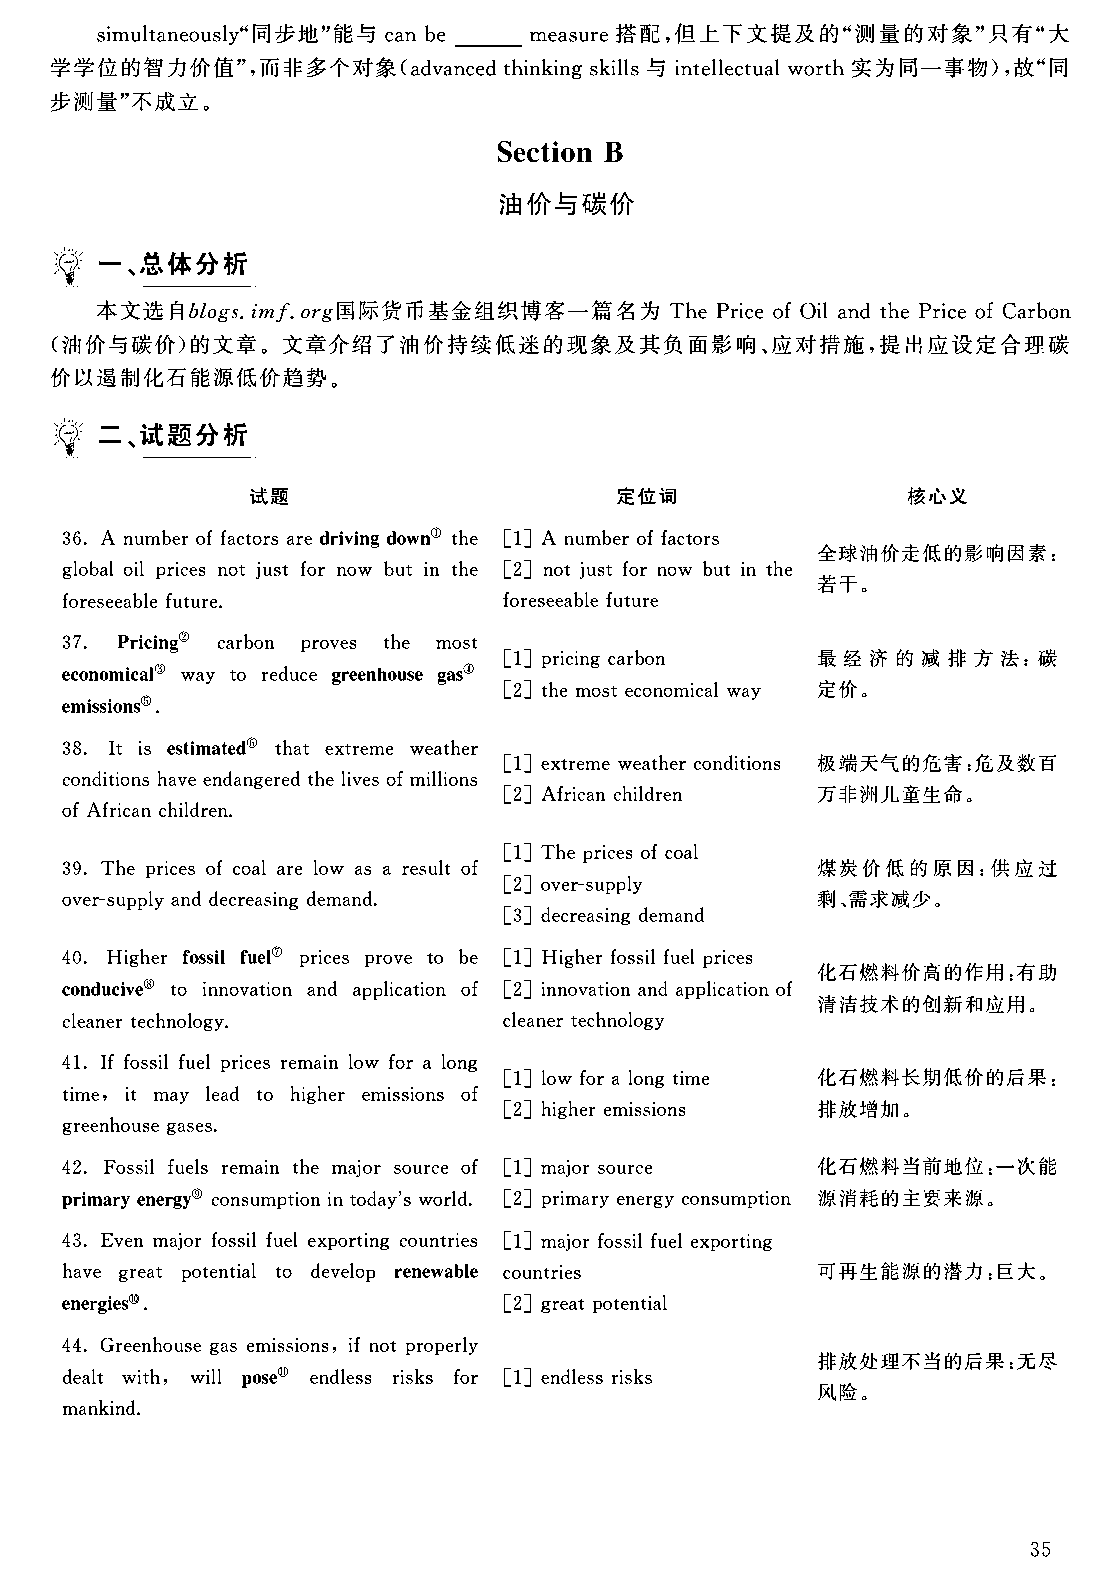 simultaneously“同步地”能与 can be ______ measure 搭配,但上下文提及的“测量的对象”只有“大
学学位的智力价值”,而非多个对象(advanced thinking skills 与 intellectual worth 实为同一事物),故“同
步测量”不成立。
Section B
油价与碳价
一、总体分析
本文选自blogs.imf.org国际货币基金组织博客一篇名为 The Price of Oil and the Price of Carbon
(油价与碳价)的文章。文章介绍了油价持续低迷的现象及其负面影响、应对措施,提出应设定合理碳
价以遏制化石能源低价趋势。
二、试题分析
试题 定位词 核心义
36. A number of factors are driving down① the
global oil prices not just for now but in the
foreseeable future.
[1] A number of factors
[2] not just for now but in the
foreseeable future
全球油价走低的影响因素:
若干。
37. Pricing② carbon proves the most
economical③ way to reduce greenhouse gas④
emissions⑤.
[1] pricing carbon
[2] the most economical way
最经济的减排方法:碳
定价。
38. It is estimated⑥ that extreme weather
conditions have endangered the lives of millions
of African children.
[1] extreme weather conditions
[2] African children
极端天气的危害:危及数百
万非洲儿童生命。
39. The prices of coal are low as a result of
over-supply and decreasing demand.
[1] The prices of coal
[2] over-supply
[3] decreasing demand
煤炭价低的原因:供应过
剩、需求减少。
40. Higher fossil fuel⑦ prices prove to be
conducive⑧ to innovation and application of
cleaner technology.
[1] Higher fossil fuel prices
[2] innovation and application of
cleaner technology
化石燃料价高的作用:有助
清洁技术的创新和应用。
41. If fossil fuel prices remain low for a long
time, it may lead to higher emissions of
greenhouse gases.
[1] low for a long time
[2] higher emissions
化石燃料长期低价的后果:
排放增加。
42. Fossil fuels remain the major source of
primary energy⑨ consumption in today's world.
[1] major source
[2] primary energy consumption
化石燃料当前地位:一次能
源消耗的主要来源。
43. Even major fossil fuel exporting countries
have great potential to develop renewable
energies⑩.
[1] major fossil fuel exporting
countries
[2] great potential
可再生能源的潜力:巨大。
44. Greenhouse gas emissions, if not properly
dealt with, will pose⑪ endless risks for
mankind.
[1] endless risks
排放处理不当的后果:无尽
风险。
35